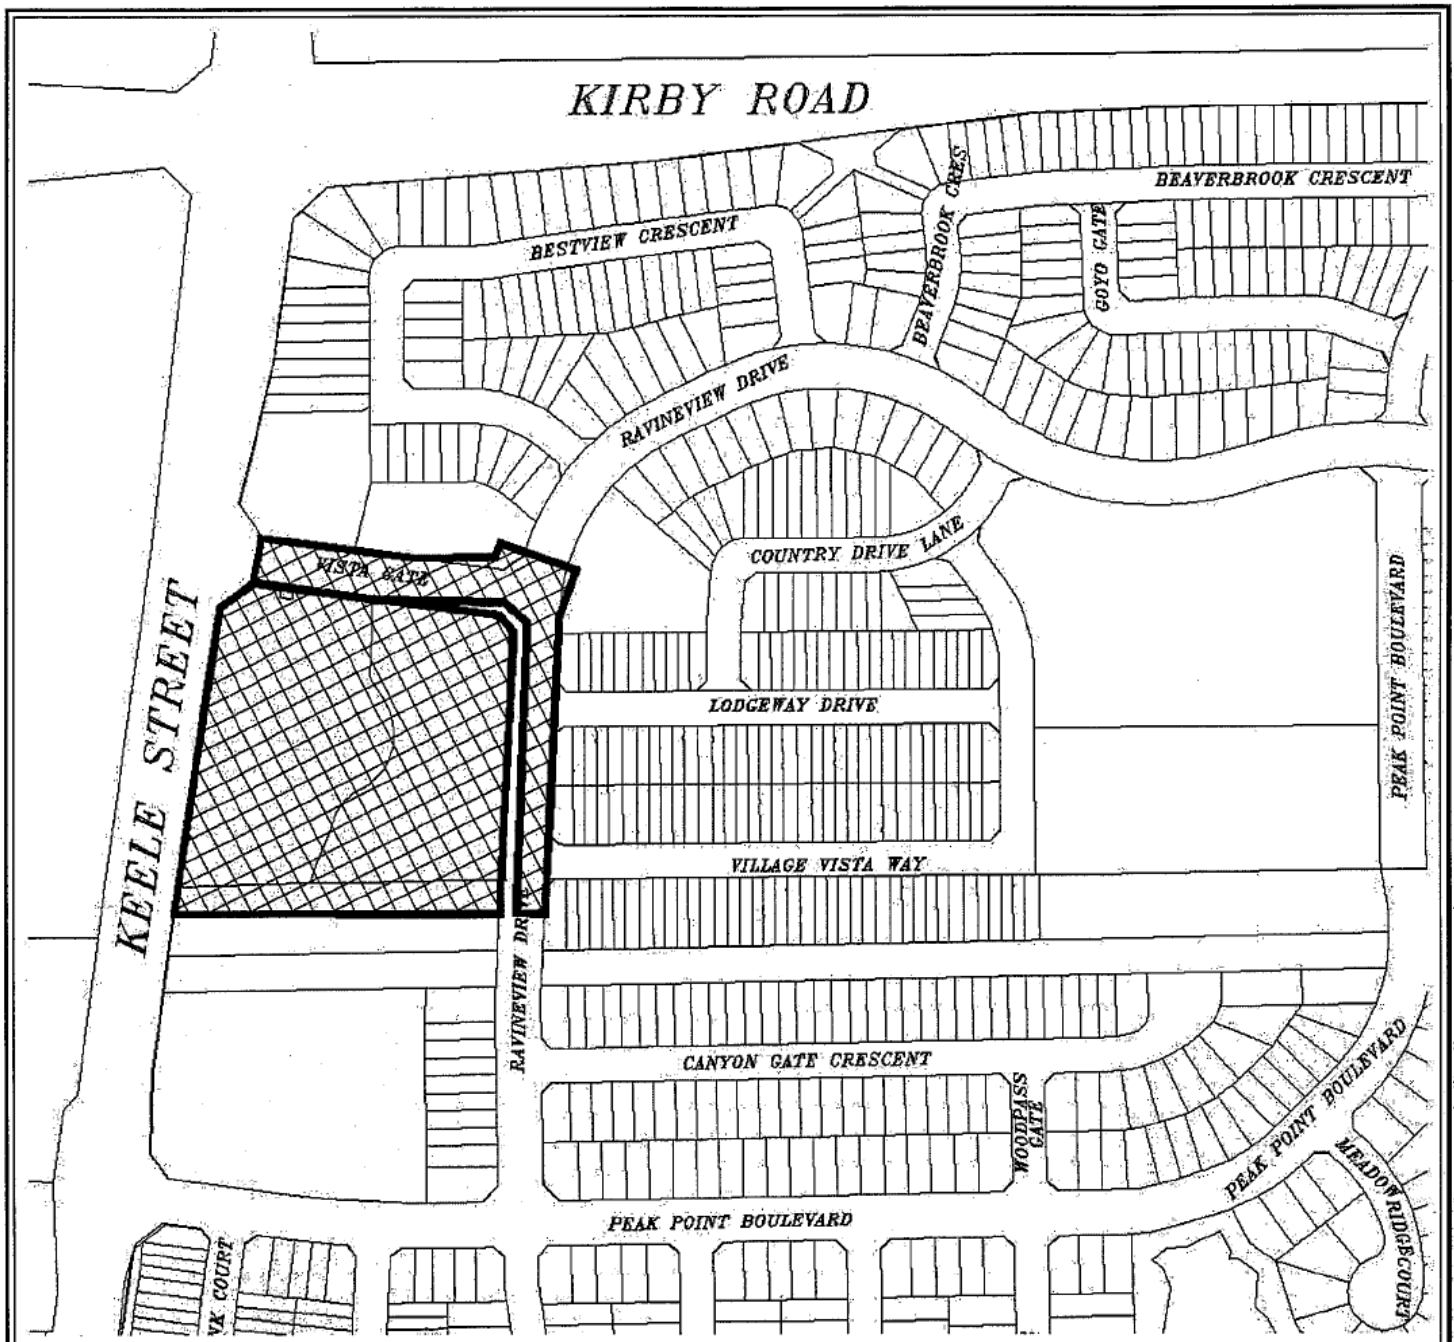 KIRBY ROAD
BEAVERBROOK CRESCENT
BEAVERBROOK CRES
BESTVIEW CRESCENT
GOYO GATE
RAVINEVIEW DRIVE
COUNTRY DRIVE LANE
VISTA GATE
KEELE STREET
PEAK POINT BOULEVARD
LODGEWAY DRIVE
VILLAGE VISTA WAY
RAVINEVIEW DRIVE
CANYON GATE CRESCENT
WOODPASS
GATE
PEAK POINT BOULEVARD
MEADOWRIDGE COURT
PEAK POINT BOULEVARD
COURT